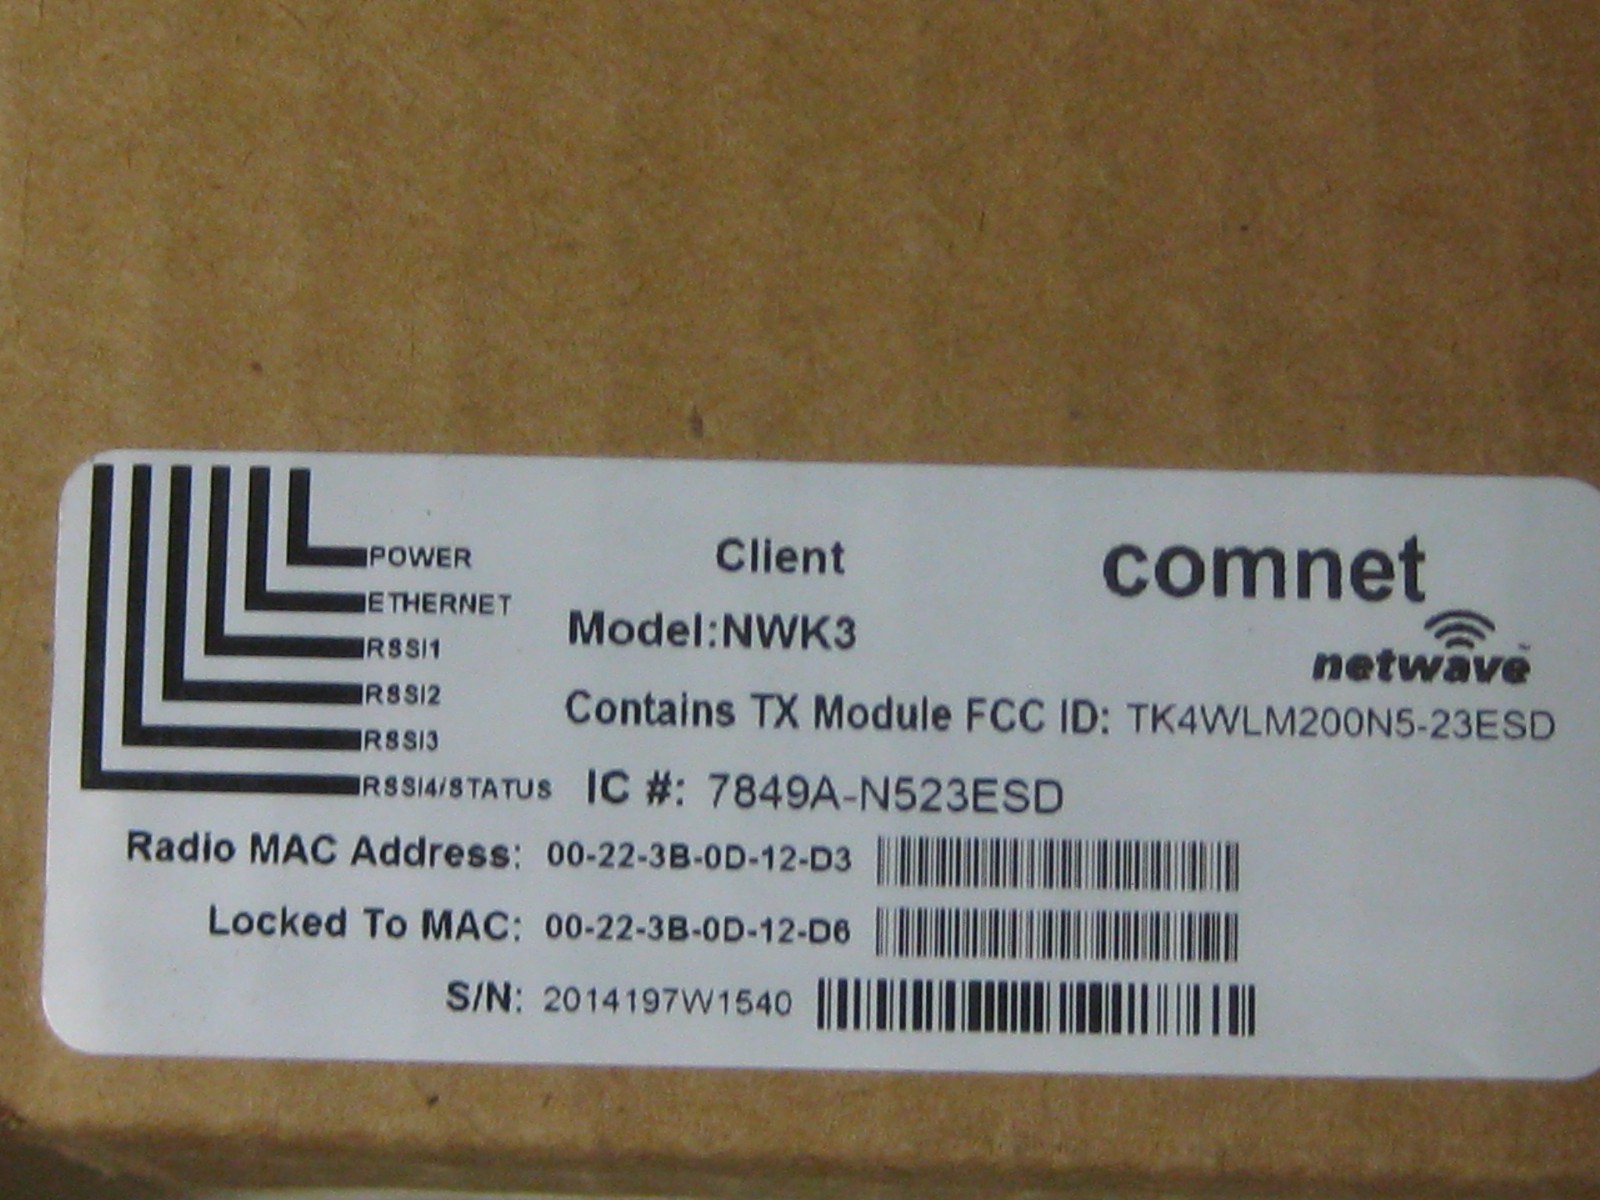 POWER
ETHERNET
RSSI1
RSSI2
RSSI3
RSSI4/STATUS
Client
comnet
netwave™
Model:NWK3
Contains TX Module FCC ID: TK4WLM200N5-23ESD
IC #: 7849A-N523ESD
Radio MAC Address: 00-22-3B-0D-12-D3
Locked To MAC: 00-22-3B-0D-12-D6
S/N: 2014197W1540